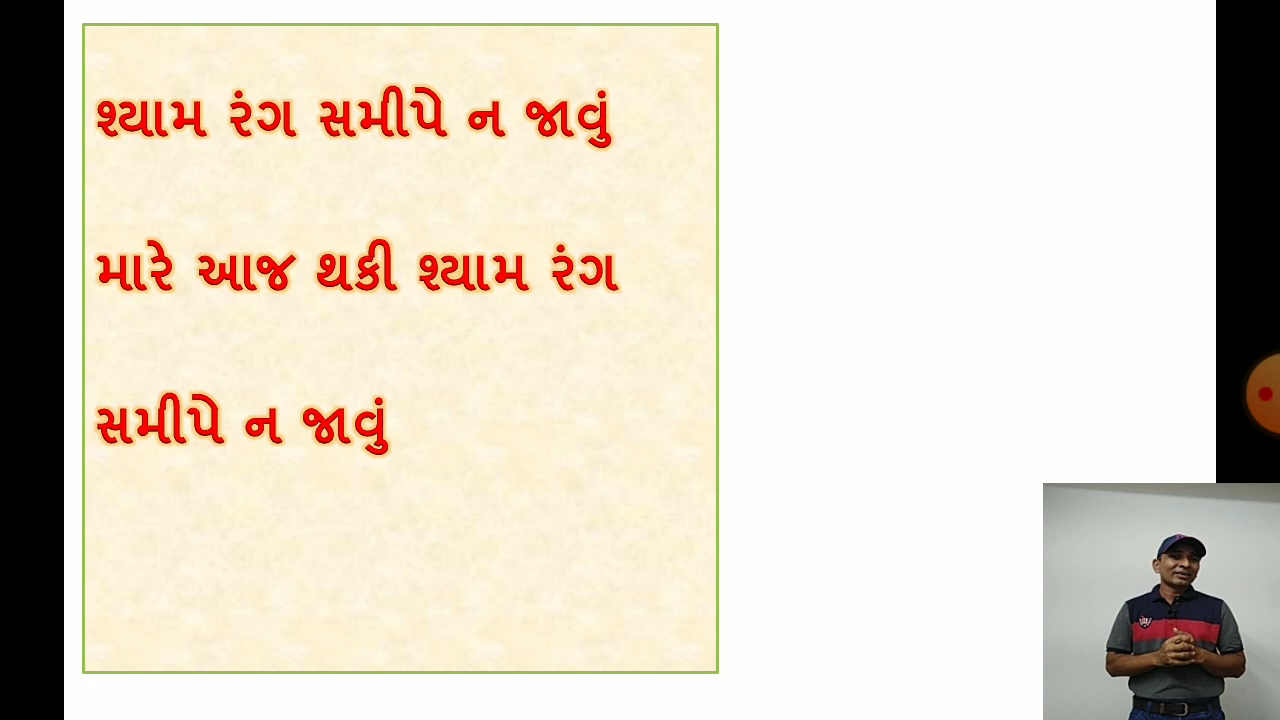 શ્યામ રંગ સમીપે ન જાવું
મારે આજ થકી શ્યામ રંગ
સમીપે ન જાવું